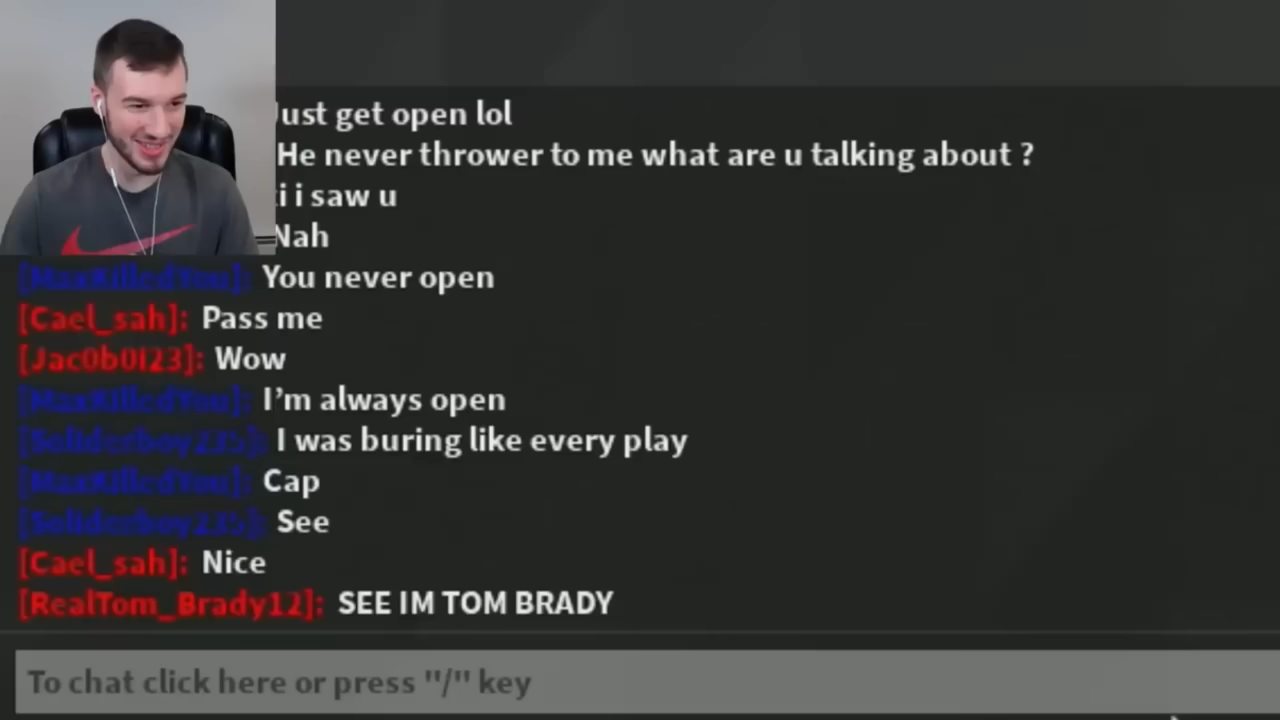 Just get open lol
He never thrower to me what are u talking about ?
i i saw u
Nah
[MaxKilledYou]: You never open
[Cael_sah]: Pass me
[Jac0b0123]: Wow
[MaxKilledYou]: I’m always open
[Soliderboy235]: I was buring like every play
[MaxKilledYou]: Cap
[Soliderboy235]: See
[Cael_sah]: Nice
[RealTom_Brady12]: SEE IM TOM BRADY
To chat click here or press "/" key